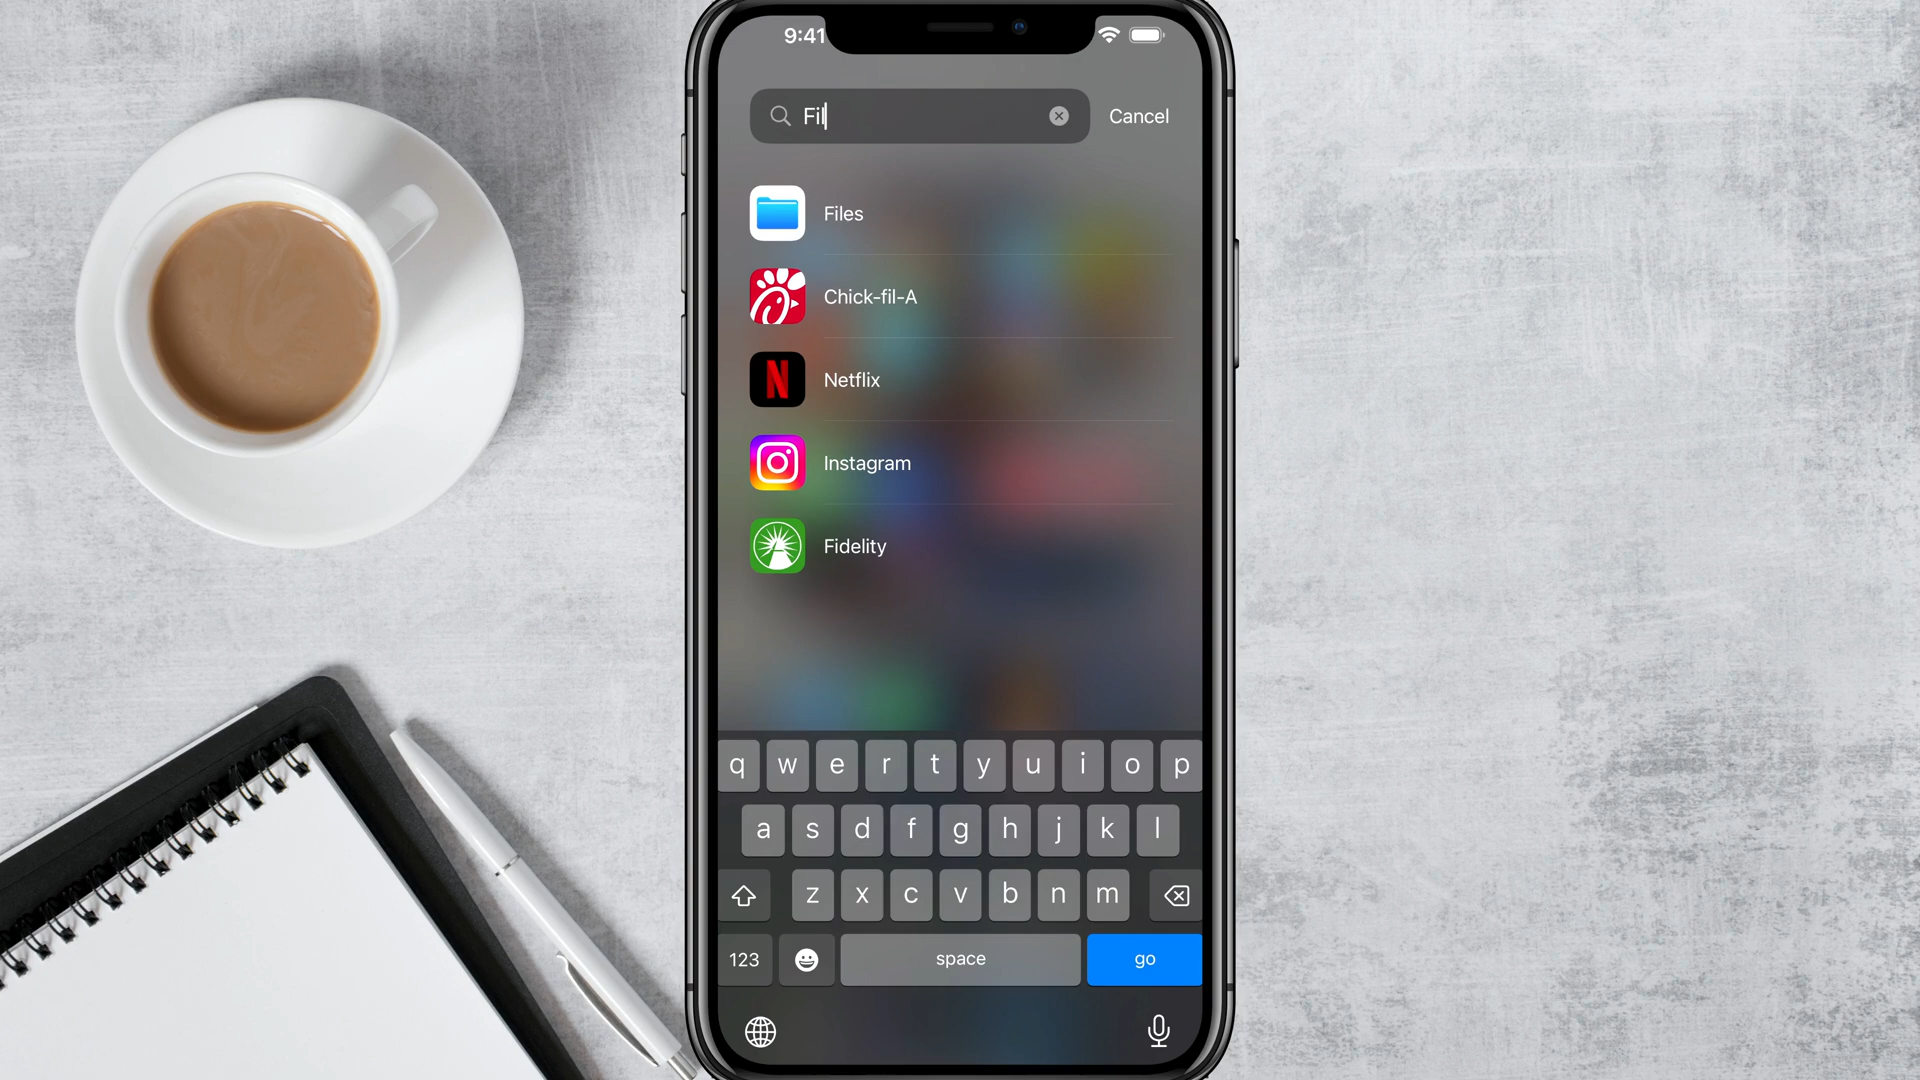 9:41
Fil
Cancel
Files
Chick-fil-A
N
Netflix
Instagram
Fidelity
q w e r t y u i o p
a s d f g h j k l
z x c v b n m
123 space go